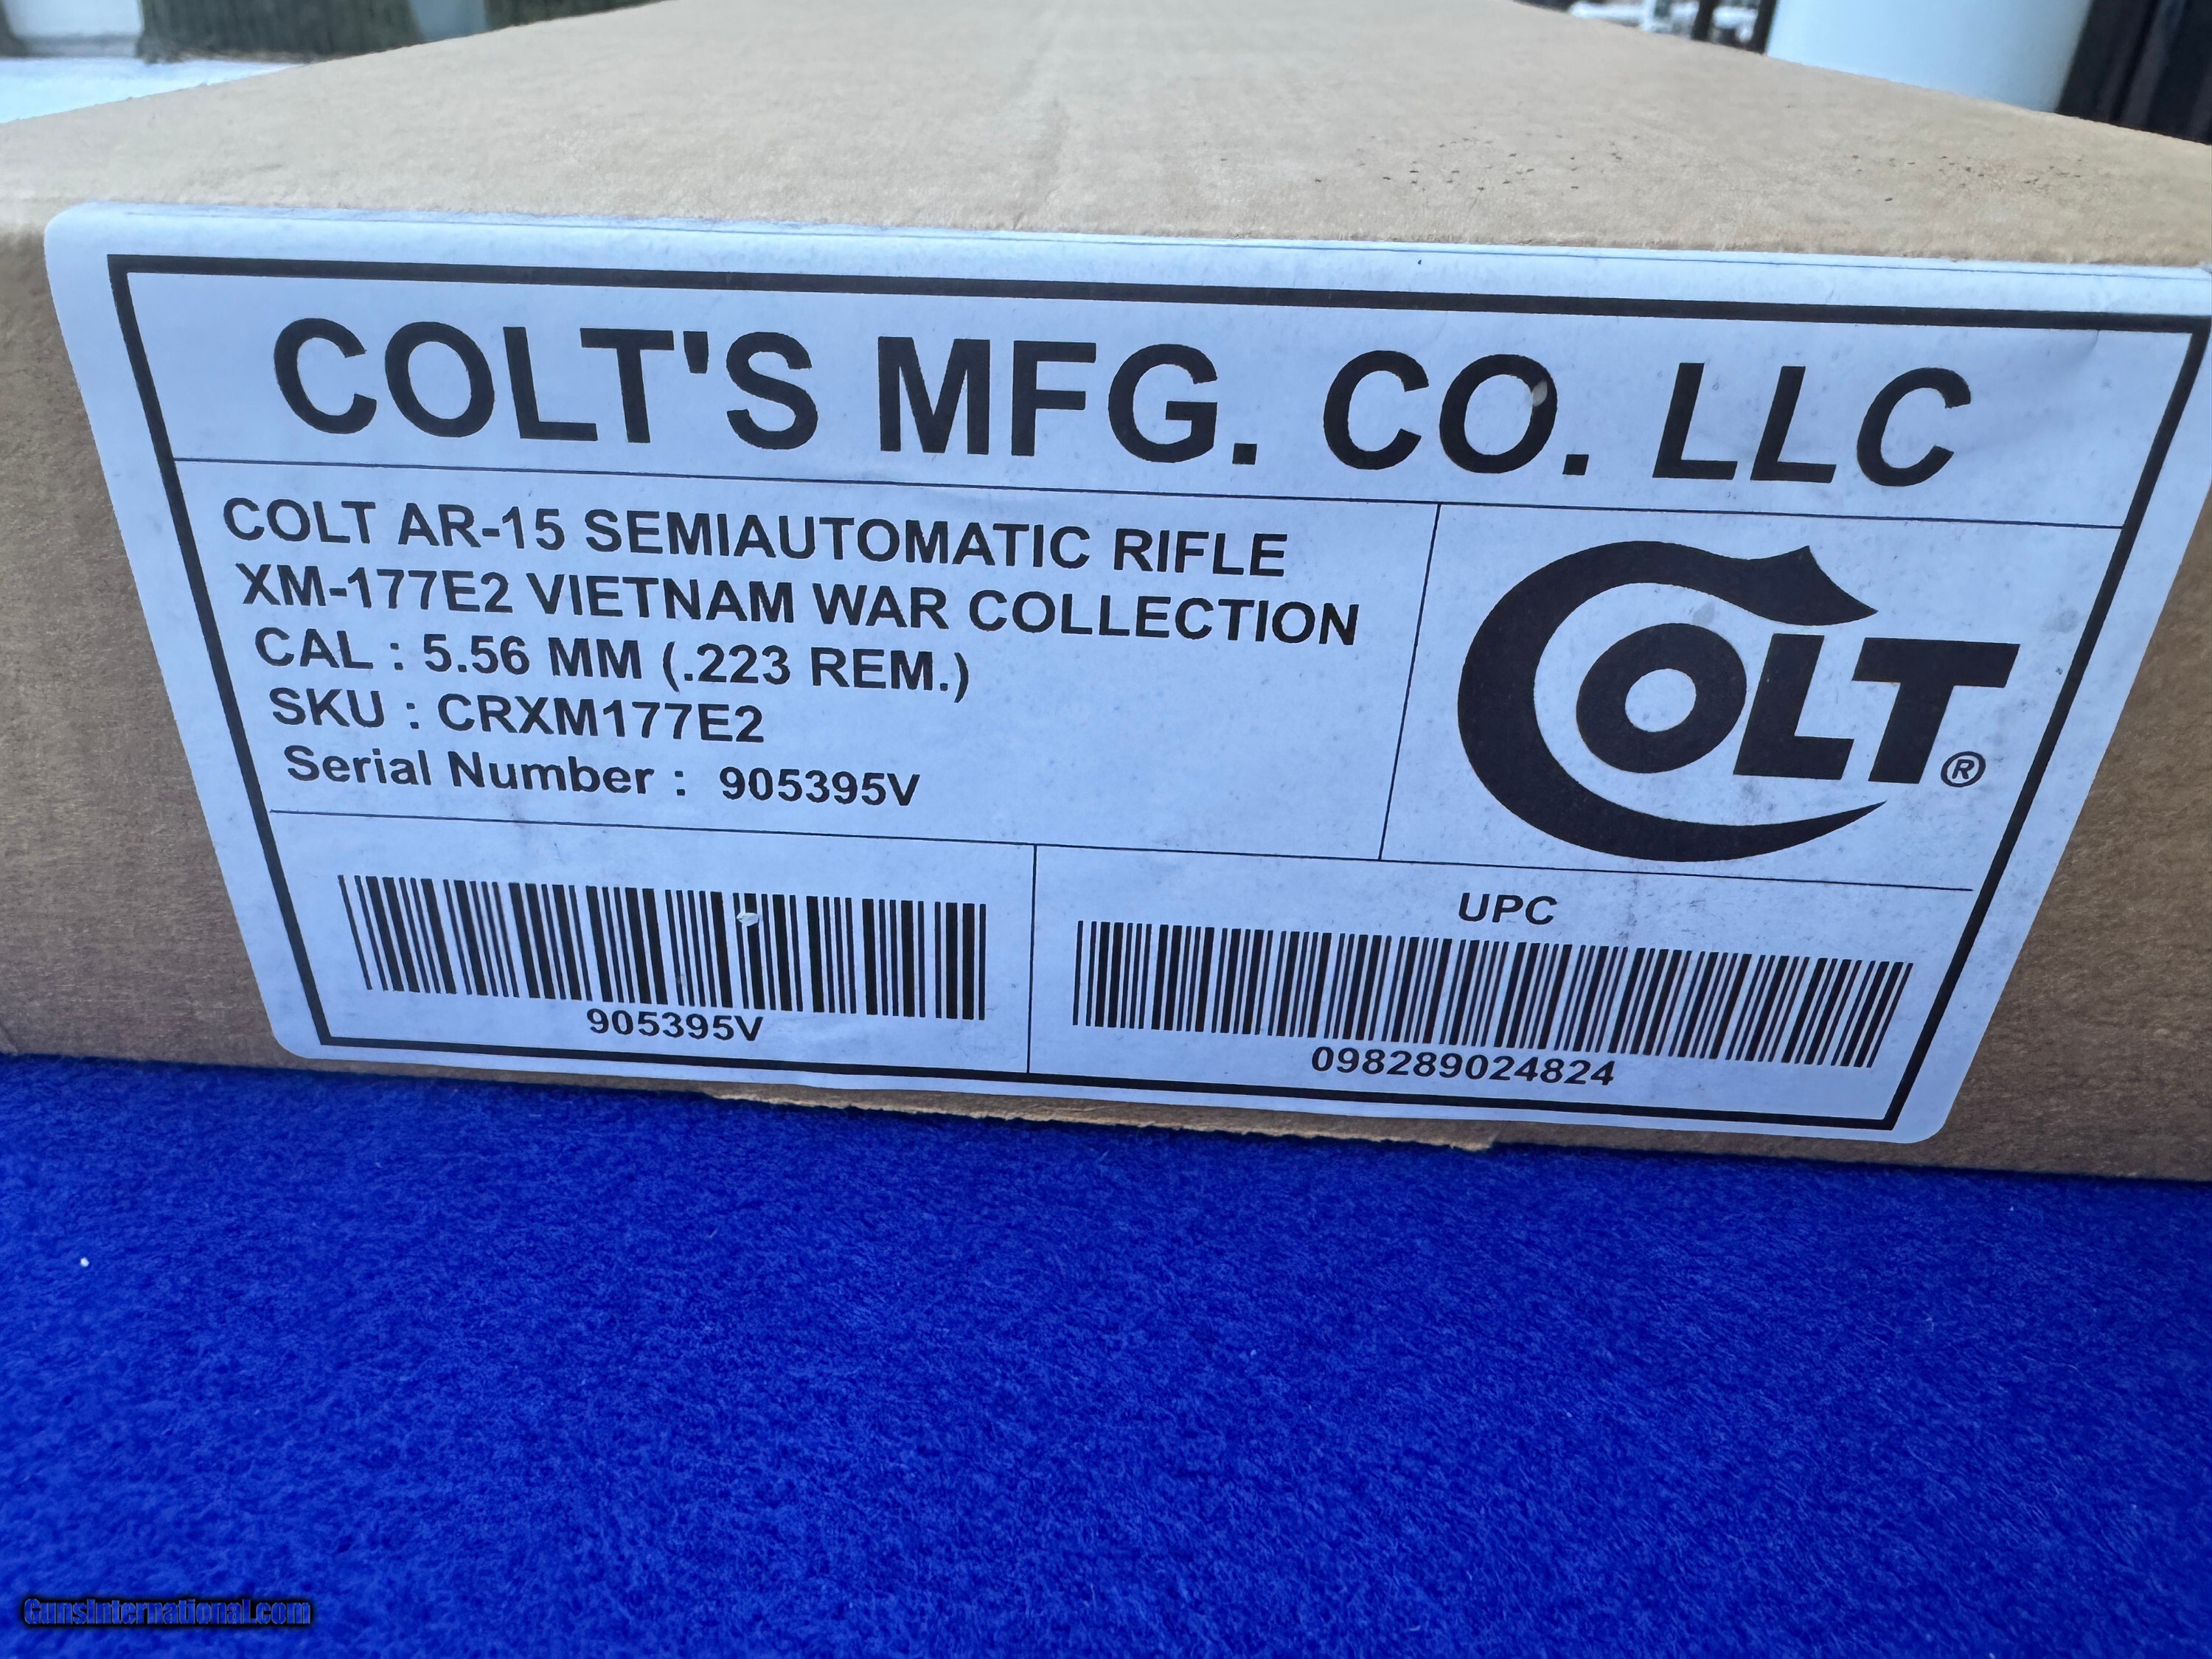 COLT'S MFG. CO. LLC
COLT AR-15 SEMIAUTOMATIC RIFLE
XM-177E2 VIETNAM WAR COLLECTION
CAL : 5.56 MM (.223 REM.)
SKU : CRXM177E2
Serial Number : 905395V
COLT®
905395V
UPC
098289024824
GunsInternational.com